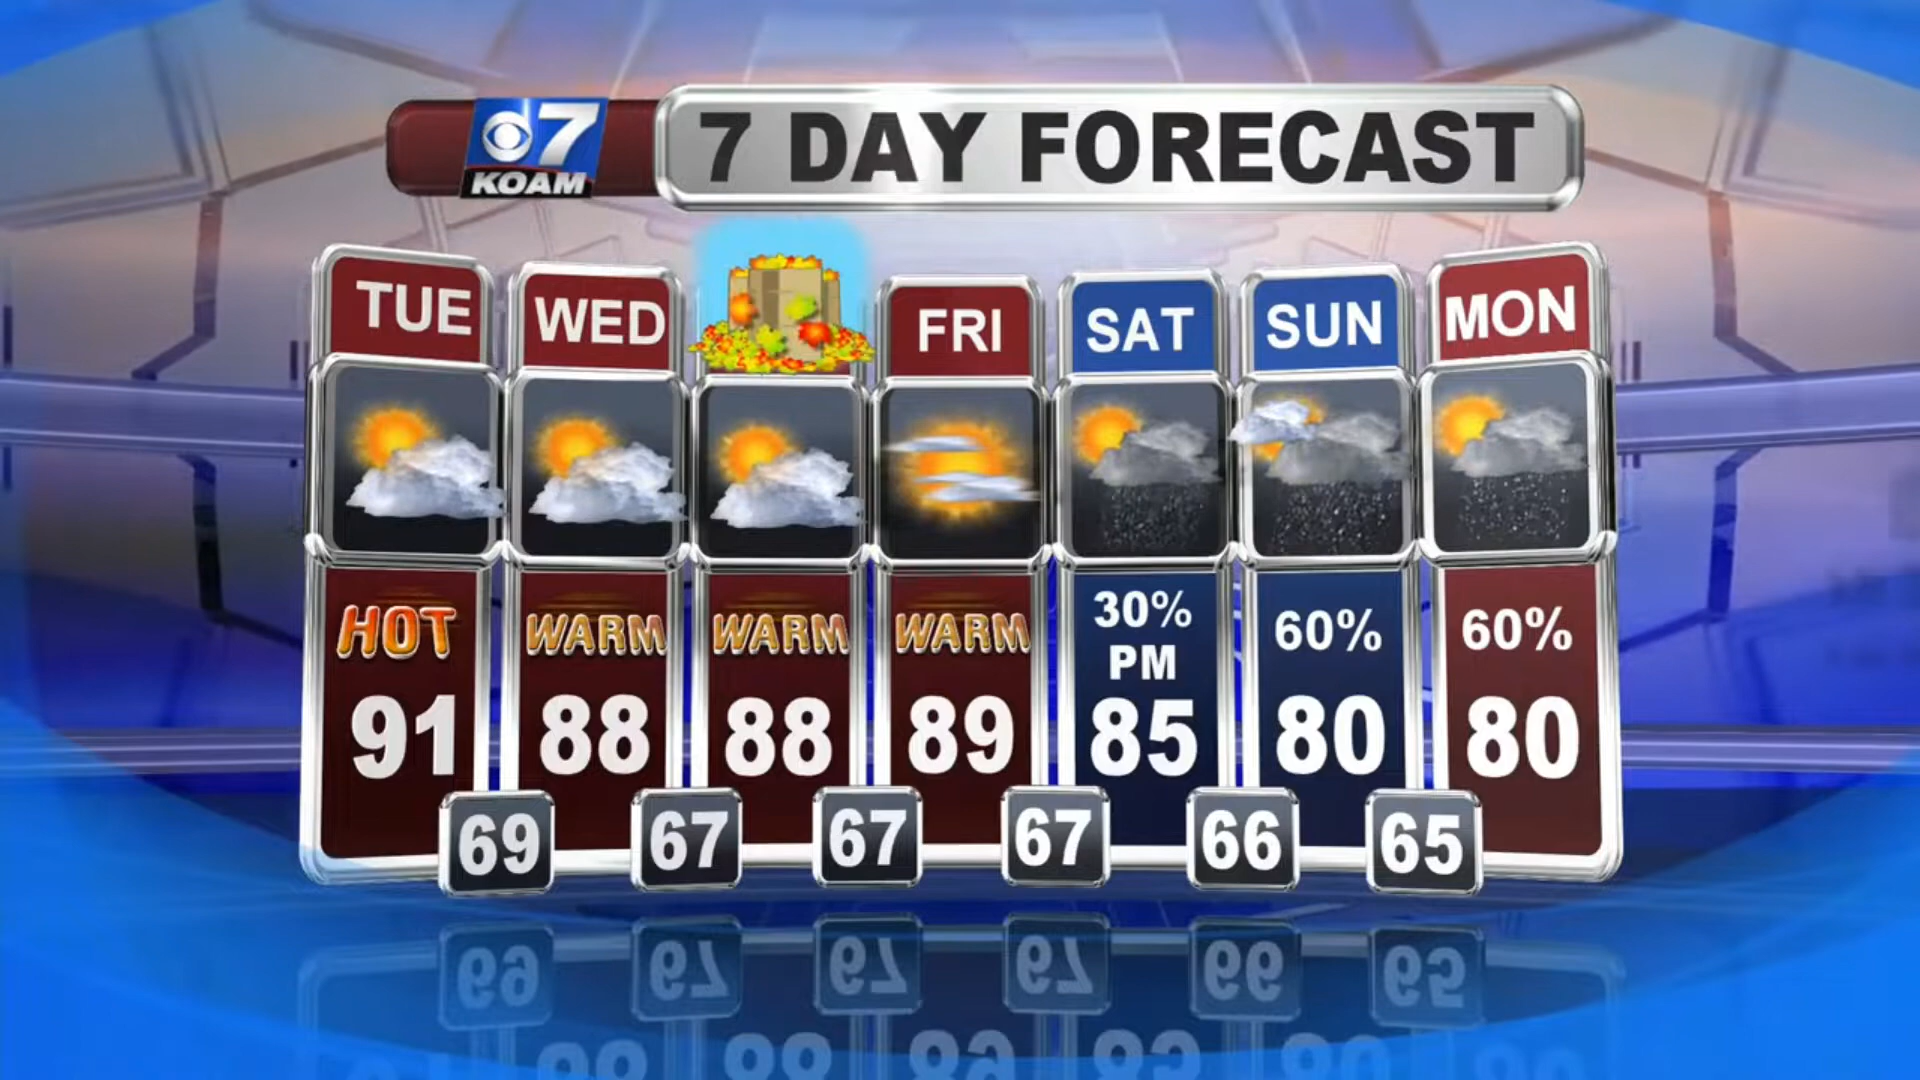 7
KOAM
7 DAY FORECAST
TUE WED FRI SAT SUN MON
HOT WARM WARM WARM 30% PM 60% 60%
91 88 88 89 85 80 80
69 67 67 67 66 65